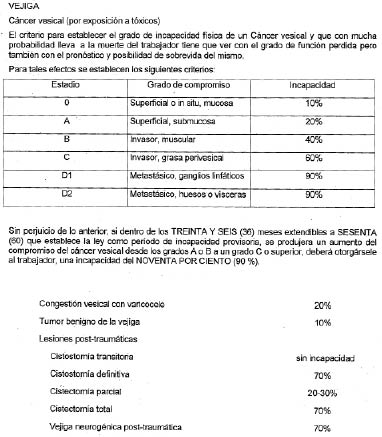 VEJIGA
Cáncer vesical (por exposición a tóxicos)
El criterio para establecer el grado de incapacidad física de un Cáncer vesical y que con mucha
probabilidad lleva a la muerte del trabajador tiene que ver con el grado de función perdida pero
también con el pronóstico y posibilidad de sobrevida del mismo.
Para tales efectos se establecen los siguientes criterios:
Estadio Grado de compromiso Incapacidad
0 Superficial o in situ, mucosa 10%
A Superficial, submucosa 20%
B Invasor, muscular 40%
C Invasor, grasa perivesical 60%
D1 Metastásico, ganglios linfáticos 90%
D2 Metastásico, huesos o vísceras 90%
Sin perjuicio de lo anterior, si dentro de los TREINTA Y SEIS (36) meses extendibles a SESENTA
(60) que establece la ley como período de incapacidad provisoria, se produjera un aumento del
compromiso del cáncer vesical desde los grados A o B a un grado C o superior, deberá otorgársele
al trabajador, una incapacidad del NOVENTA POR CIENTO (90 %).
Congestión vesical con varicocele 20%
Tumor benigno de la vejiga 10%
Lesiones post-traumáticas
Cistostomía transitoria sin incapacidad
Cistostomía definitiva 70%
Cistectomía parcial 20-30%
Cistectomía total 70%
Vejiga neurogénica post-traumática 70%